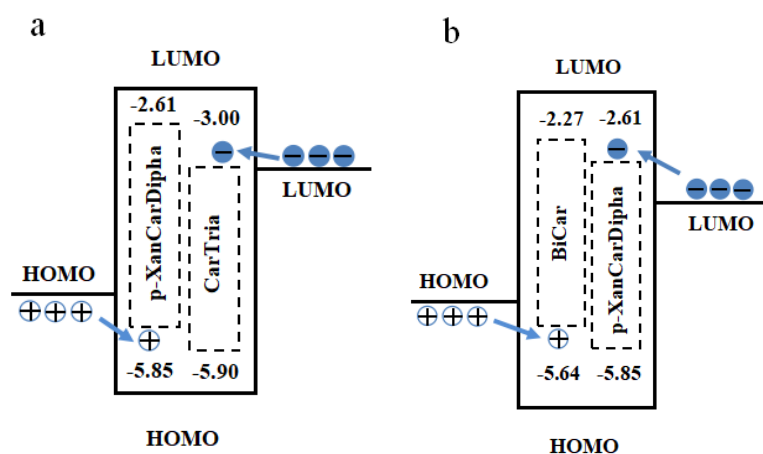 a
LUMO
-2.61
-3.00
p-XanCarDipha
CarTria
LUMO
HOMO
-5.85
-5.90
HOMO
b
LUMO
-2.27
-2.61
BiCar
p-XanCarDipha
LUMO
HOMO
-5.64
-5.85
HOMO